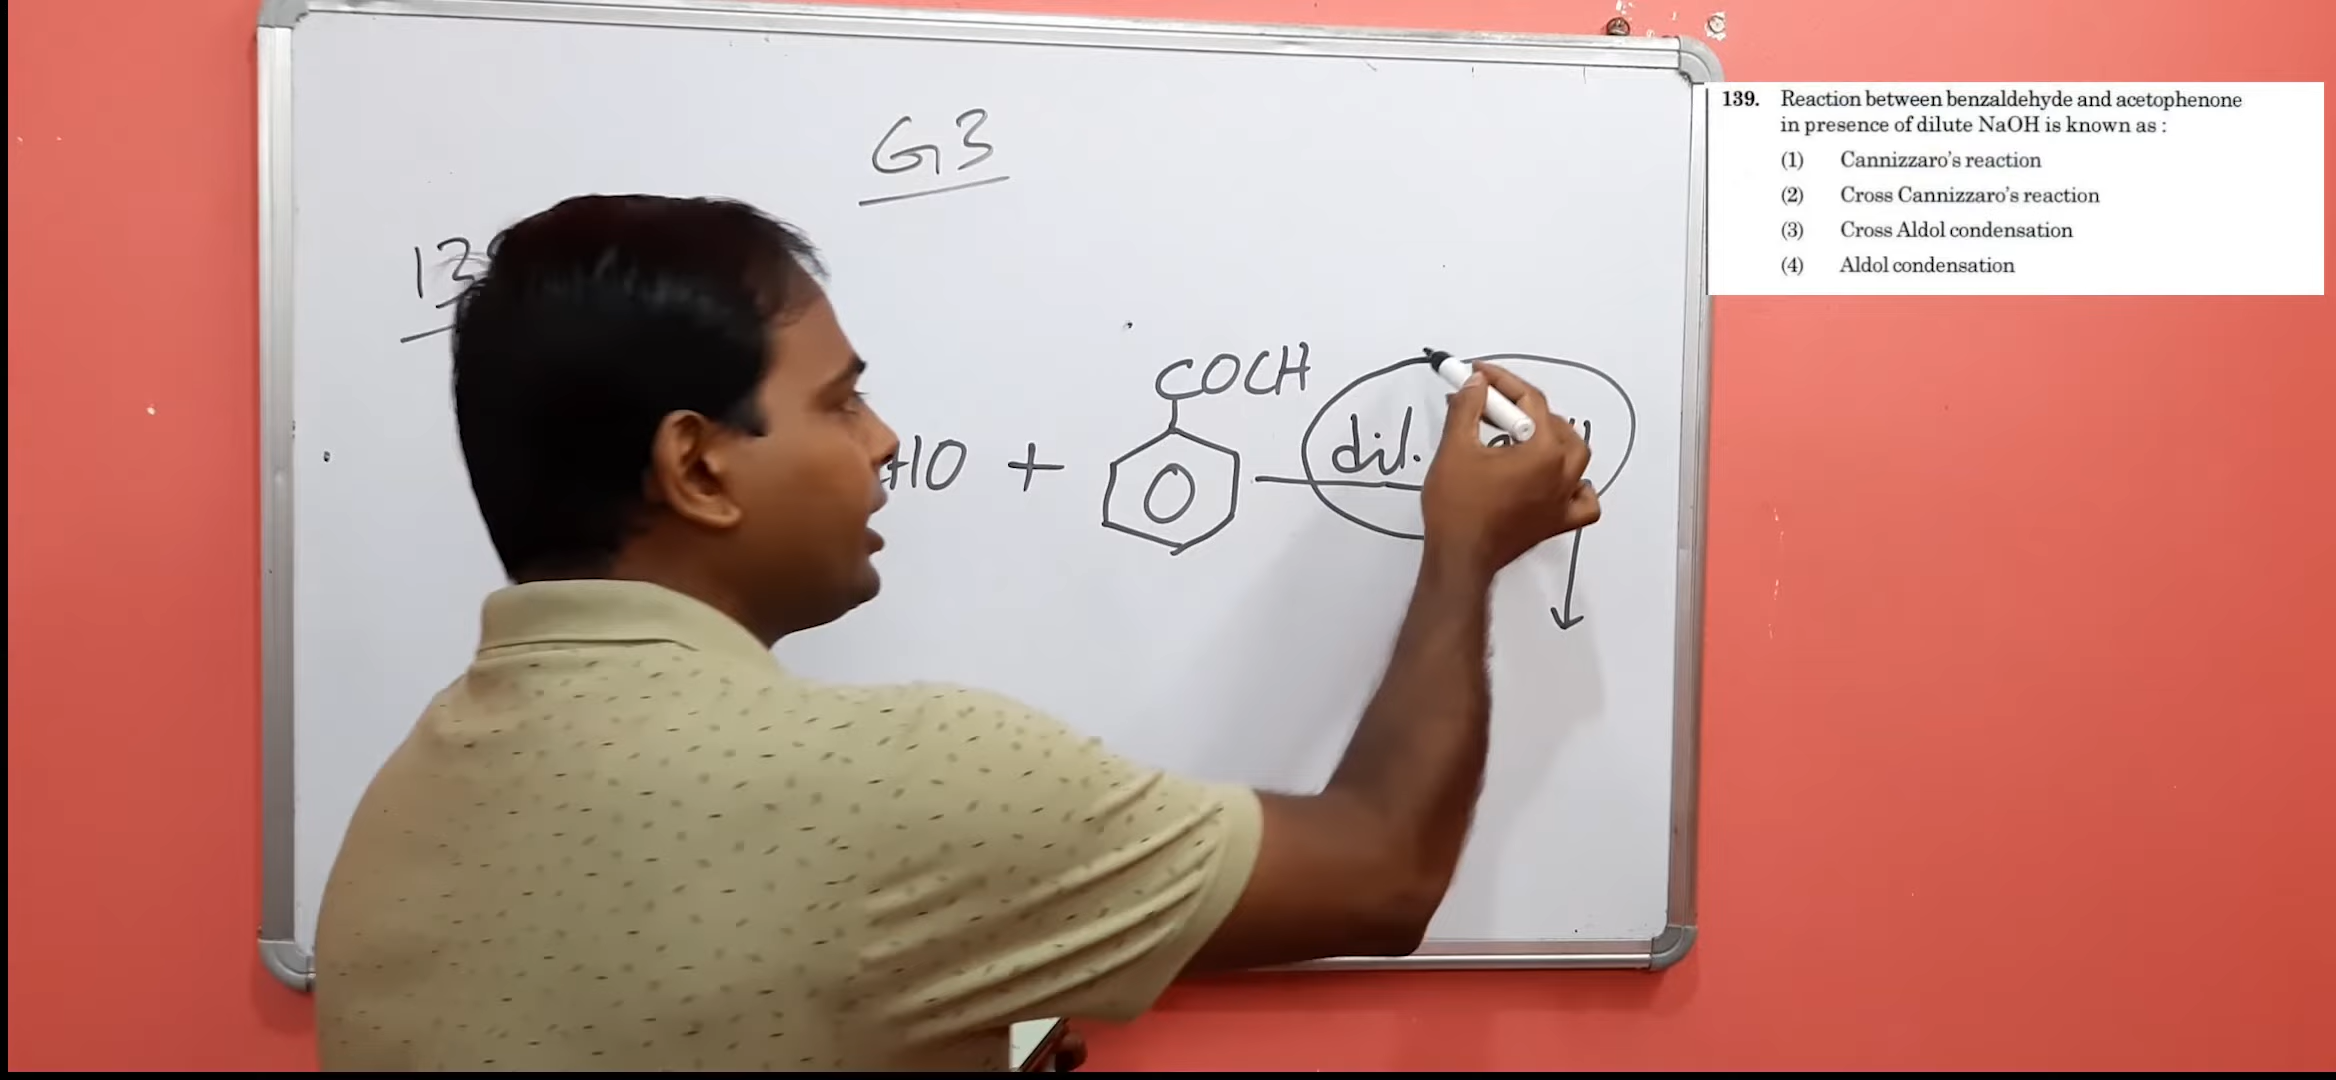 G3
COCH
HO +
dil.
139. Reaction between benzaldehyde and acetophenone
in presence of dilute NaOH is known as :
(1) Cannizzaro's reaction
(2) Cross Cannizzaro's reaction
(3) Cross Aldol condensation
(4) Aldol condensation